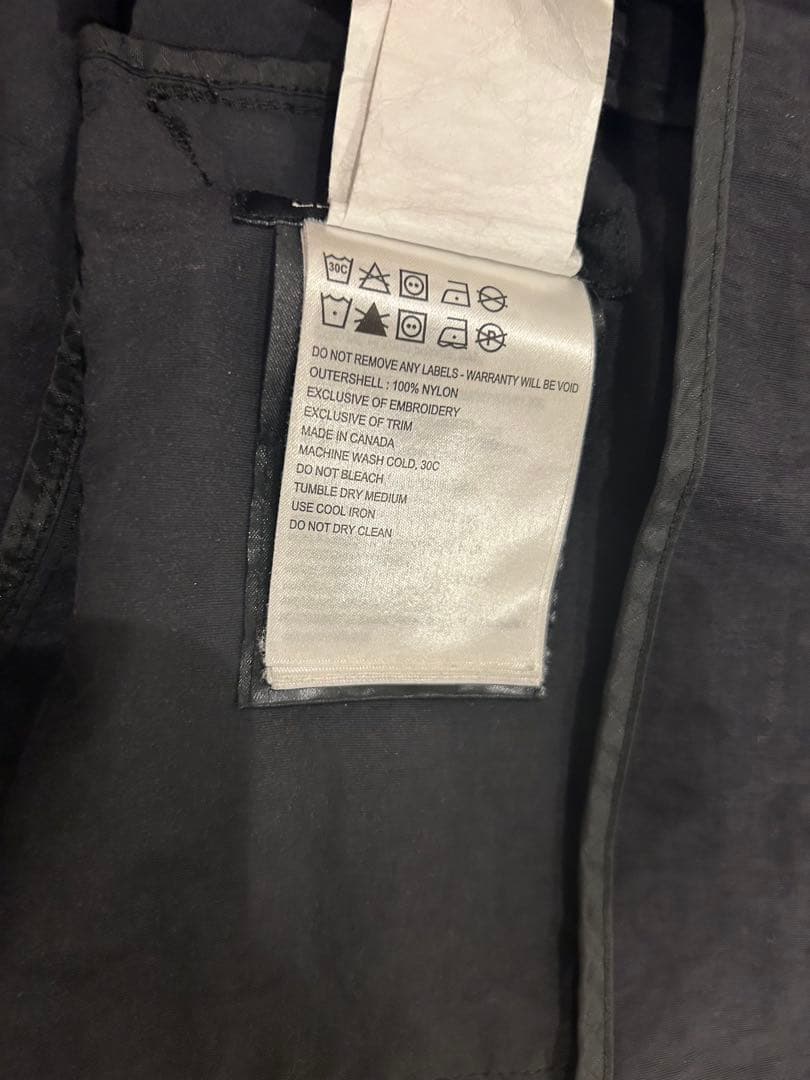 30C
P
DO NOT REMOVE ANY LABELS - WARRANTY WILL BE VOID
OUTERSHELL : 100% NYLON
EXCLUSIVE OF EMBROIDERY
EXCLUSIVE OF TRIM
MADE IN CANADA
MACHINE WASH COLD, 30C
DO NOT BLEACH
TUMBLE DRY MEDIUM
USE COOL IRON
DO NOT DRY CLEAN